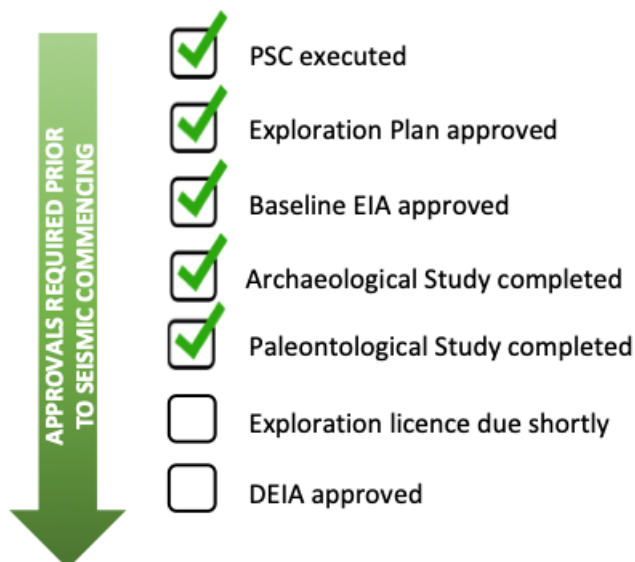 APPROVALS REQUIRED PRIOR
TO SEISMIC COMMENCING
PSC executed
Exploration Plan approved
Baseline EIA approved
Archaeological Study completed
Paleontological Study completed
Exploration licence due shortly
DEIA approved